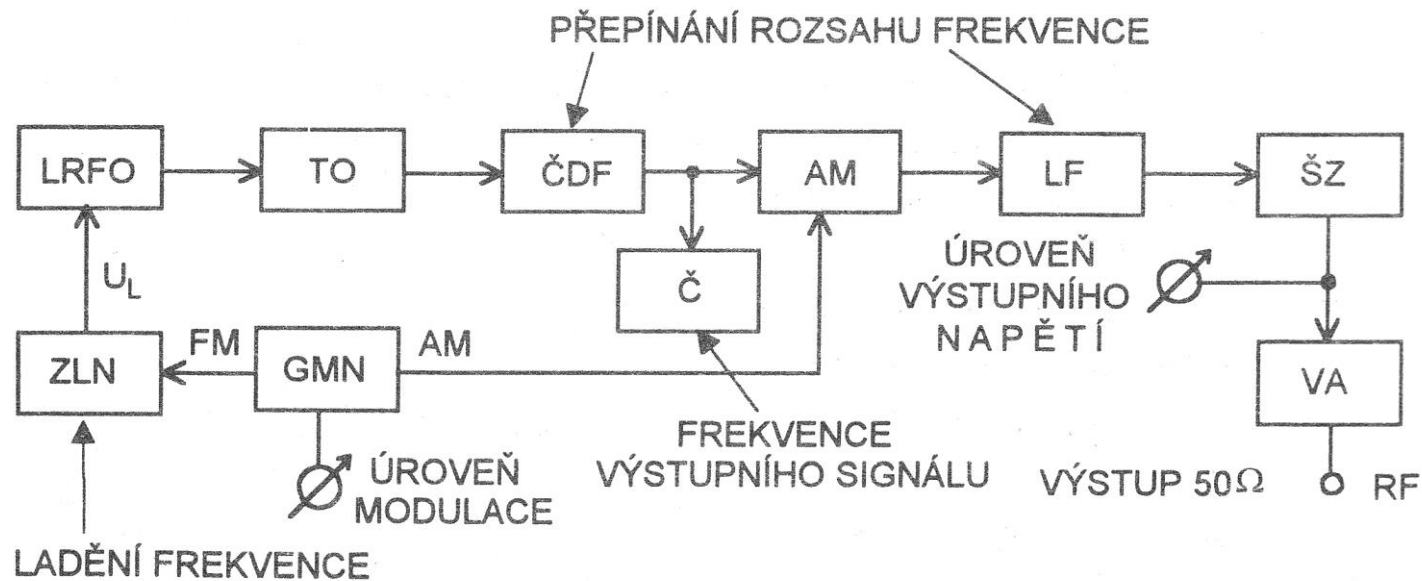 PŘEPÍNÁNÍ ROZSAHU FREKVENCE
LRFO
TO
ČDF
AM
LF
ŠZ
U_L
Č
ÚROVEŇ
VÝSTUPNÍHO
NAPĚTÍ
ZLN
FM
GMN
AM
VA
ÚROVEŇ
MODULACE
FREKVENCE
VÝSTUPNÍHO SIGNÁLU
VÝSTUP 50Ω
RF
LADĚNÍ FREKVENCE